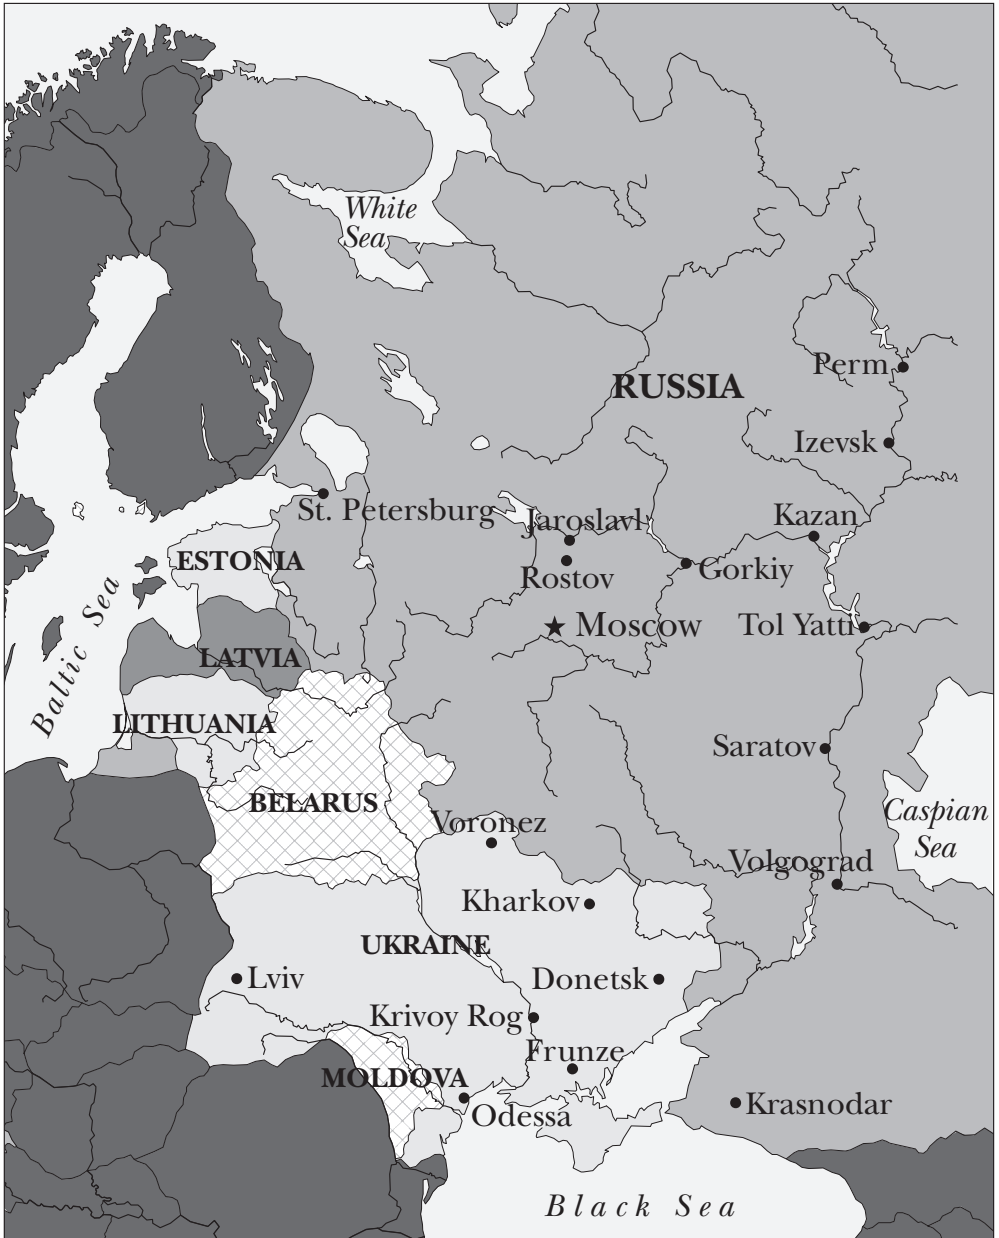 White
Sea
Perm
RUSSIA
Izevsk
St. Petersburg
Jaroslavl
Kazan
ESTONIA
Rostov
Gorkiy
Baltic Sea
Moscow
Tol Yatti
LATVIA
LITHUANIA
Saratov
BELARUS
Caspian
Sea
Voronez
Volgograd
Kharkov
UKRAINE
Lviv
Donetsk
Krivoy Rog
Frunze
MOLDOVA
Odessa
Krasnodar
Black Sea